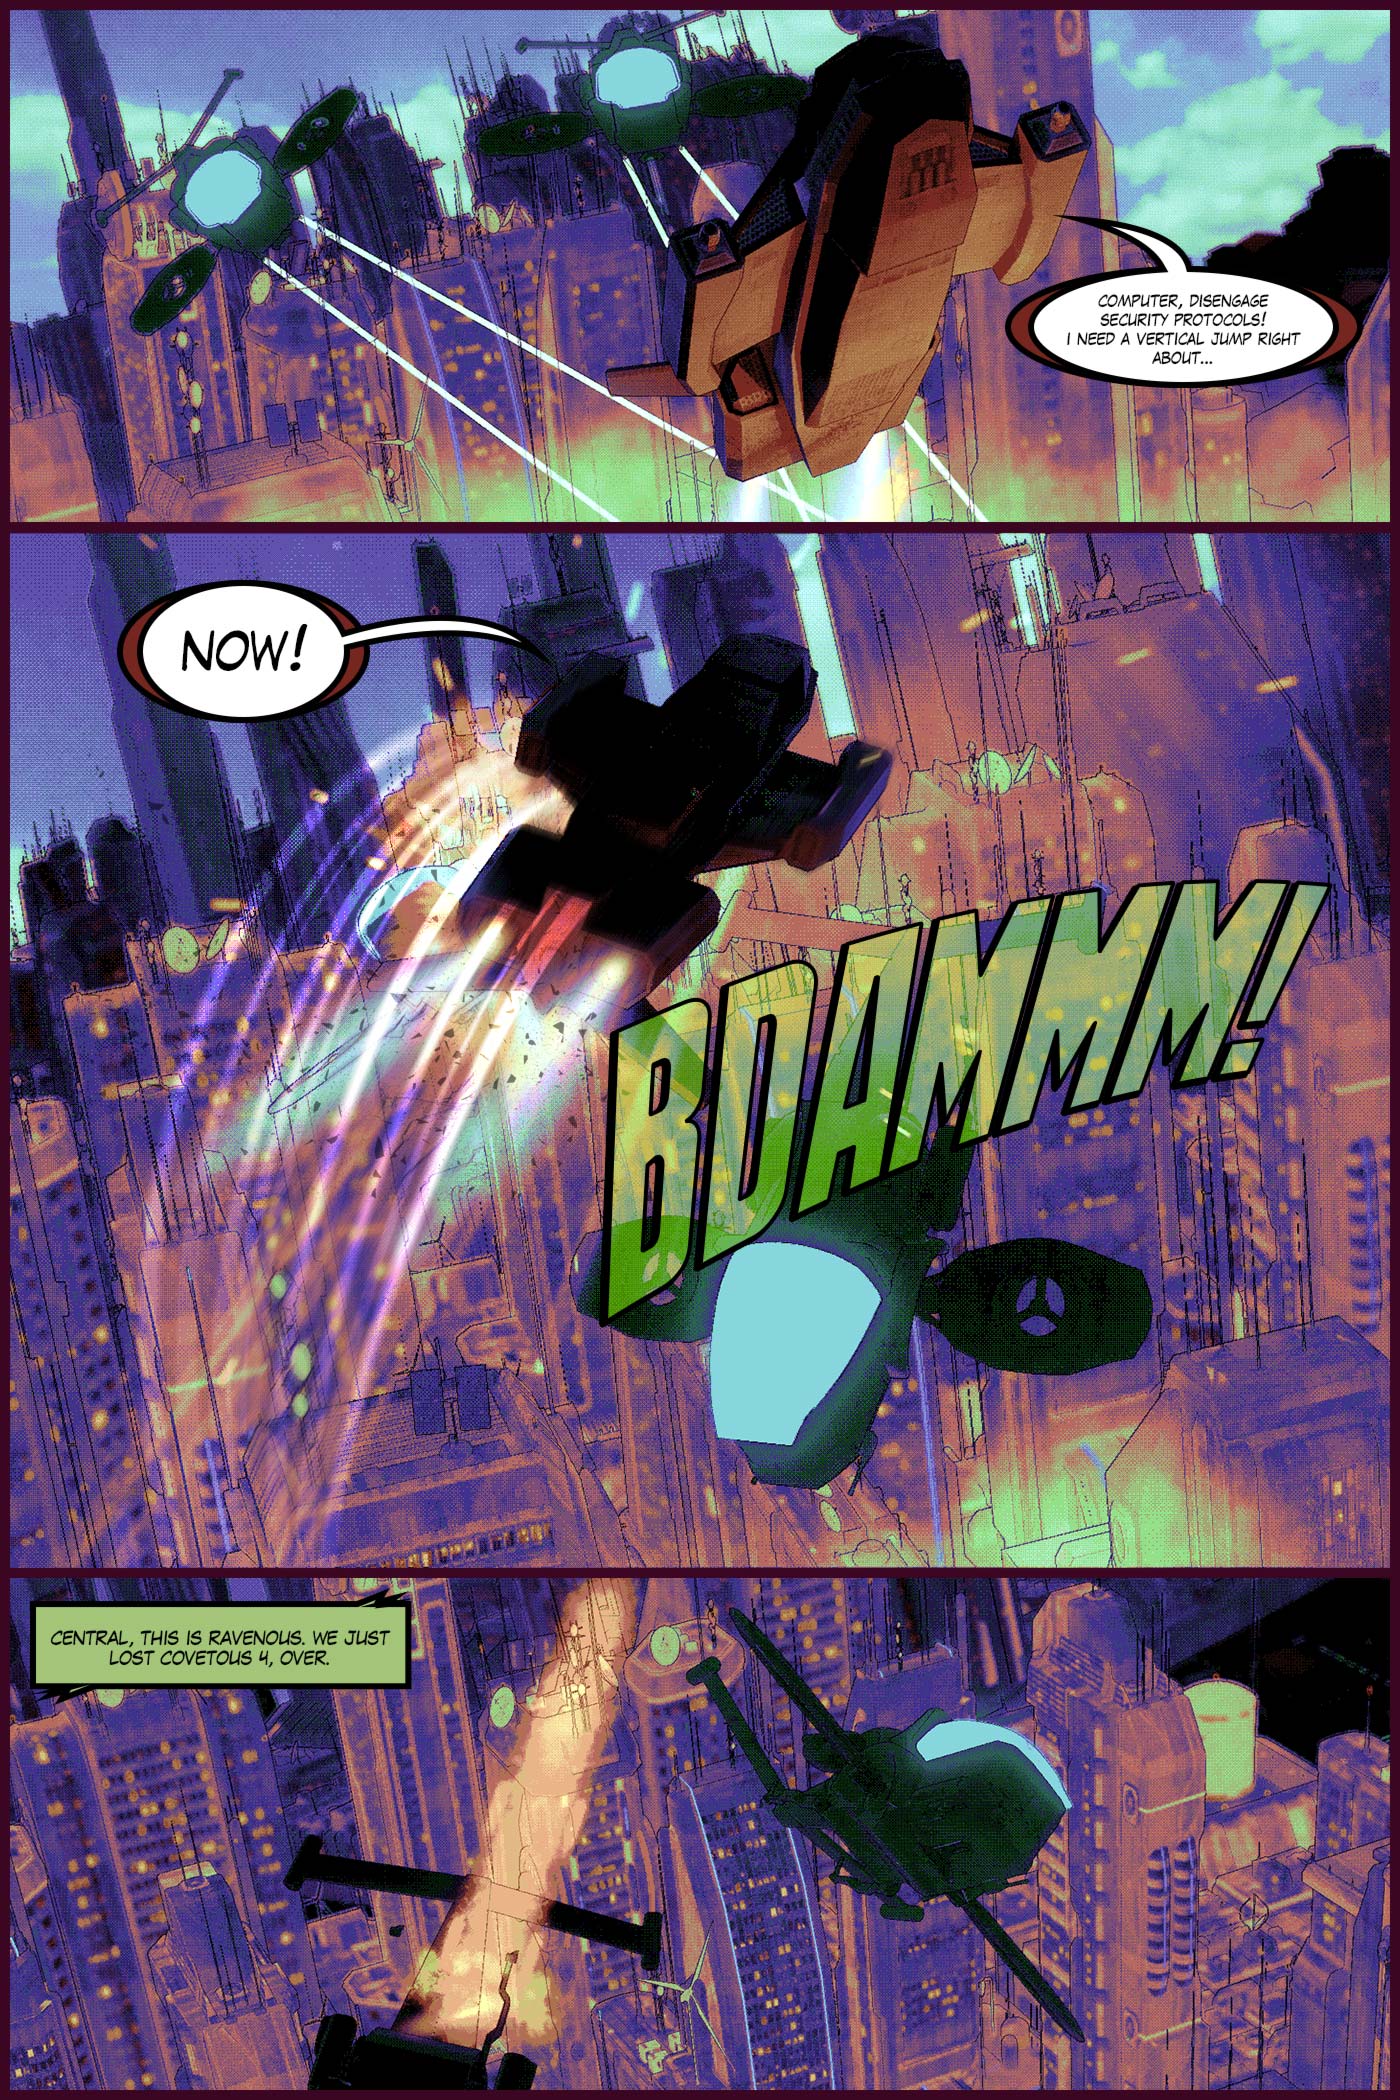 COMPUTER, DISENGAGE
SECURITY PROTOCOLS!
I NEED A VERTICAL JUMP RIGHT
ABOUT...
NOW!
BDAMMM!
CENTRAL, THIS IS RAVENOUS. WE JUST
LOST COVETOUS 4, OVER.